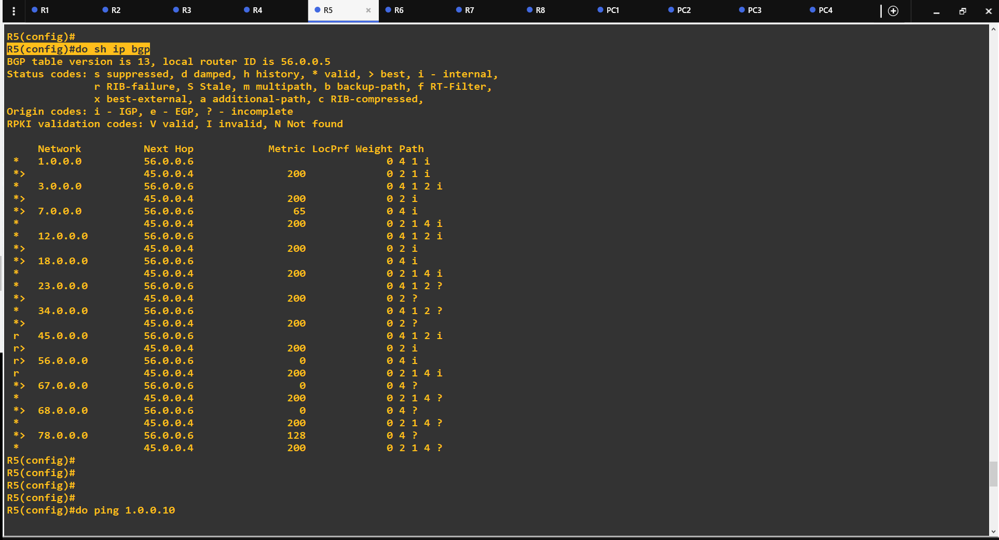 R1 R2 R3 R4 R5 R6 R7 R8 PC1 PC2 PC3 PC4
R5(config)#
R5(config)#do sh ip bgp
BGP table version is 13, local router ID is 56.0.0.5
Status codes: s suppressed, d damped, h history, * valid, > best, i - internal,
              r RIB-failure, S Stale, m multipath, b backup-path, f RT-Filter,
              x best-external, a additional-path, c RIB-compressed,
Origin codes: i - IGP, e - EGP, ? - incomplete
RPKI validation codes: V valid, I invalid, N Not found
     Network          Next Hop            Metric LocPrf Weight Path
 *   1.0.0.0          56.0.0.6                               0 4 1 i
 *>                   45.0.0.4               200             0 2 1 i
 *   3.0.0.0          56.0.0.6                               0 4 1 2 i
 *>                   45.0.0.4               200             0 2 i
 *>  7.0.0.0          56.0.0.6                65             0 4 i
 *                    45.0.0.4               200             0 2 1 4 i
 *   12.0.0.0         56.0.0.6                               0 4 1 2 i
 *>                   45.0.0.4               200             0 2 i
 *>  18.0.0.0         56.0.0.6                               0 4 i
 *                    45.0.0.4               200             0 2 1 4 i
 *   23.0.0.0         56.0.0.6                               0 4 1 2 ?
 *>                   45.0.0.4               200             0 2 ?
 *   34.0.0.0         56.0.0.6                               0 4 1 2 ?
 *>                   45.0.0.4               200             0 2 ?
 r   45.0.0.0         56.0.0.6                               0 4 1 2 i
 r>                   45.0.0.4               200             0 2 i
 r>  56.0.0.0         56.0.0.6                 0             0 4 i
 r                    45.0.0.4               200             0 2 1 4 i
 *>  67.0.0.0         56.0.0.6                 0             0 4 ?
 *                    45.0.0.4               200             0 2 1 4 ?
 *>  68.0.0.0         56.0.0.6                 0             0 4 ?
 *                    45.0.0.4               200             0 2 1 4 ?
 *>  78.0.0.0         56.0.0.6               128             0 4 ?
 *                    45.0.0.4               200             0 2 1 4 ?
R5(config)#
R5(config)#
R5(config)#
R5(config)#
R5(config)#do ping 1.0.0.10